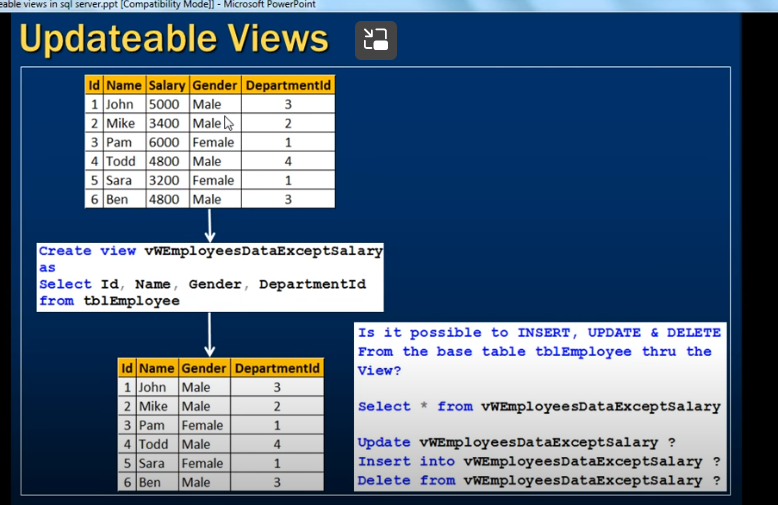 eable views in sql server.ppt [Compatibility Mode]] - Microsoft PowerPoint
Updateable Views
Id Name Salary Gender DepartmentId
1 John 5000 Male 3
2 Mike 3400 Male 2
3 Pam 6000 Female 1
4 Todd 4800 Male 4
5 Sara 3200 Female 1
6 Ben 4800 Male 3
Create view vWEmployeesDataExceptSalary
as
Select Id, Name, Gender, DepartmentId
from tblEmployee
Id Name Gender DepartmentId
1 John Male 3
2 Mike Male 2
3 Pam Female 1
4 Todd Male 4
5 Sara Female 1
6 Ben Male 3
Is it possible to INSERT, UPDATE & DELETE
From the base table tblEmployee thru the
View?
Select * from vWEmployeesDataExceptSalary
Update vWEmployeesDataExceptSalary ?
Insert into vWEmployeesDataExceptSalary ?
Delete from vWEmployeesDataExceptSalary ?